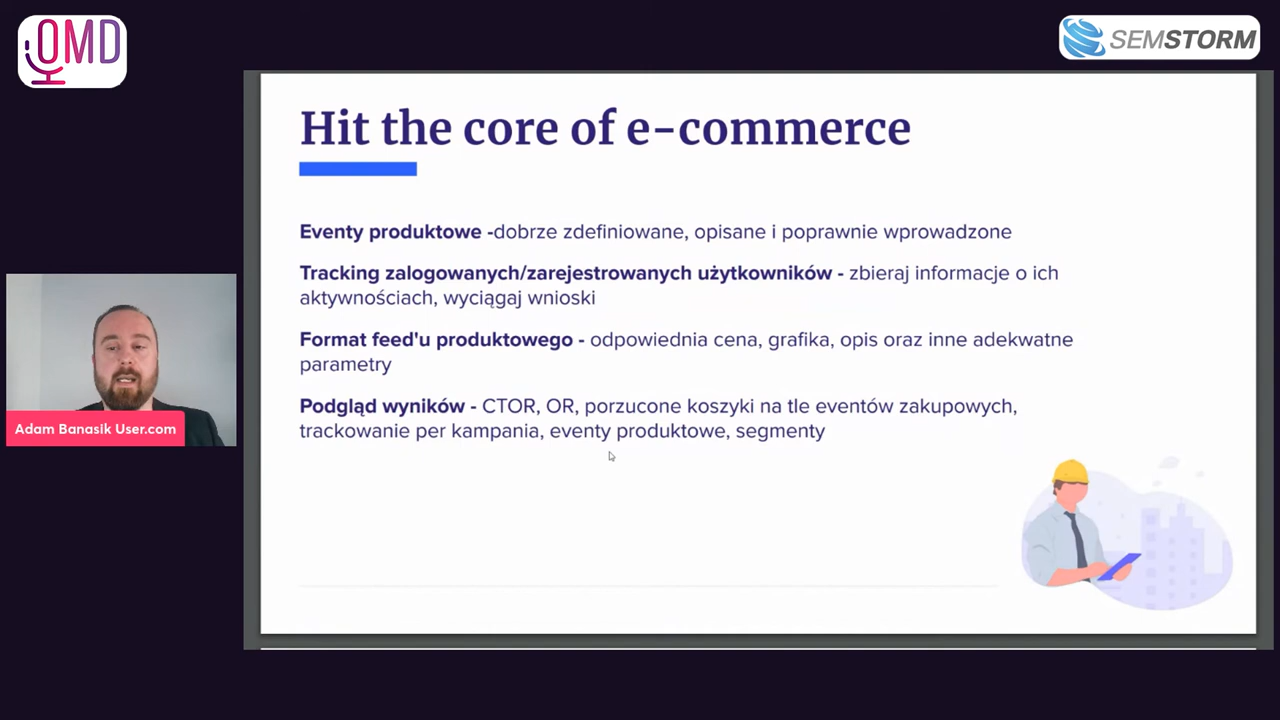 OMD
SEMSTORM
Hit the core of e-commerce
Eventy produktowe -dobrze zdefiniowane, opisane i poprawnie wprowadzone
Tracking zalogowanych/zarejestrowanych użytkowników - zbieraj informacje o ich
aktywnościach, wyciągaj wnioski
Format feed'u produktowego - odpowiednia cena, grafika, opis oraz inne adekwatne
parametry
Podgląd wyników - CTOR, OR, porzucone koszyki na tle eventów zakupowych,
trackowanie per kampania, eventy produktowe, segmenty
Adam Banasik User.com